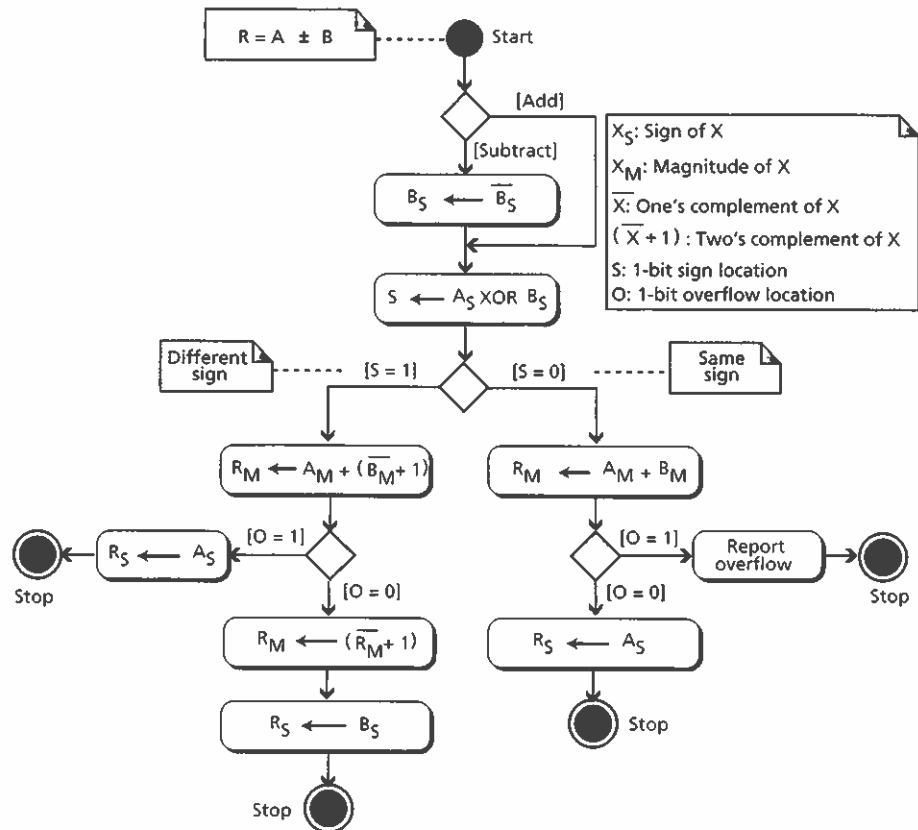 R = A ± B
Start
[Add]
[Subtract]
X_S: Sign of X
X_M: Magnitude of X
X̅: One's complement of X
(X̅ + 1) : Two's complement of X
S: 1-bit sign location
O: 1-bit overflow location
B_S ← B̅_S̅
S ← A_S XOR B_S
Different
sign
[S = 1]
[S = 0]
Same
sign
R_M ← A_M + (B̅_M̅ + 1)
R_M ← A_M + B_M
[O = 1]
R_S ← A_S
Stop
[O = 0]
[O = 1]
Report
overflow
Stop
[O = 0]
R_M ← (R̅_M̅ + 1)
R_S ← A_S
R_S ← B_S
Stop
Stop